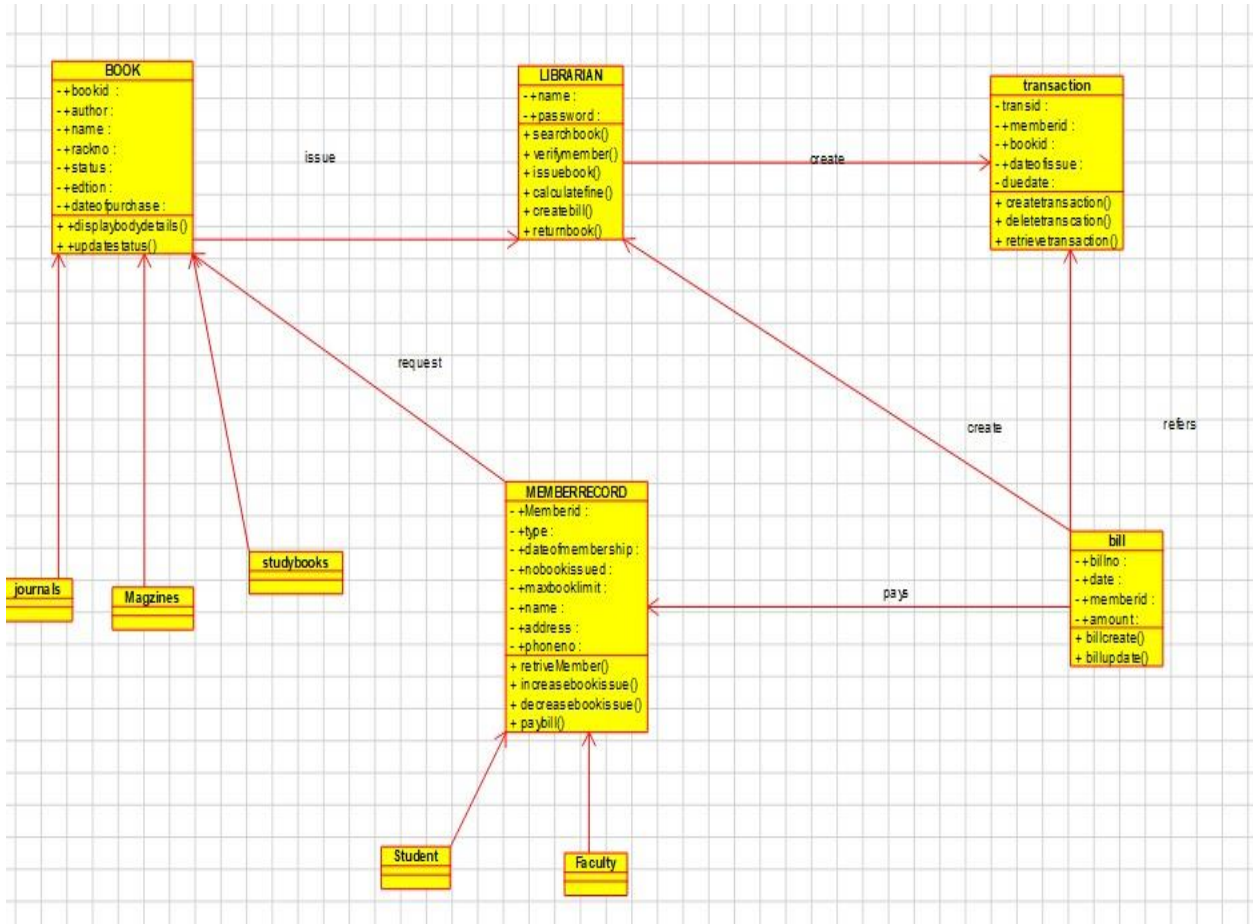 BOOK
-+bookid :
-+author :
-+name :
-+rackno :
-+status :
-+edtion :
-+dateofpurchase :
+ +displaybodydetails()
+ +updatestatus()
issue
LIBRARIAN
-+name :
-+password :
+ searchbook()
+ verifymember()
+ issuebook()
+ calculatefine()
+ createbill()
+ returnbook()
create
transaction
-transid :
-+memberid :
-+bookid :
-+dateofissue :
-duedate :
+ createtransaction()
+ deletetranscation()
+ retrievetransaction()
request
create
refers
journals
Magzines
studybooks
MEMBERRECORD
-+Memberid :
-+type :
-+dateofmembership :
-+nobookissued :
-+maxbooklimit :
-+name :
-+address :
-+phoneno :
+ retriveMember()
+ increasebookissue()
+ decreasebookissue()
+ paybill()
pays
bill
-+billno :
-+date :
-+memberid :
-+amount :
+ billcreate()
+ billupdate()
Student
Faculty